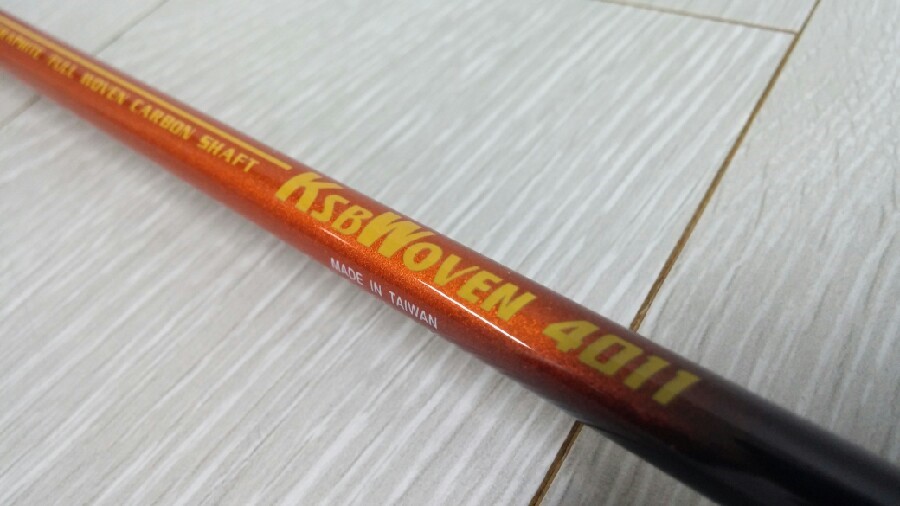 GRAPHITE FULL WOVEN CARBON SHAFT
KSBWOVEN 4011
MADE IN TAIWAN